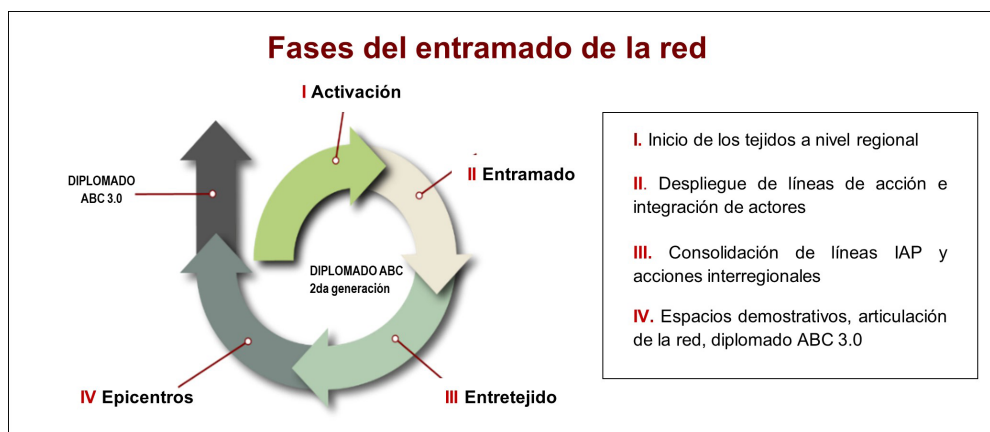 Fases del entramado de la red
I Activación
II Entramado
DIPLOMADO
ABC 3.0
DIPLOMADO ABC
2da generación
IV Epicentros
III Entretejido
I. Inicio de los tejidos a nivel regional
II. Despliegue de líneas de acción e
integración de actores
III. Consolidación de líneas IAP y
acciones interregionales
IV. Espacios demostrativos, articulación
de la red, diplomado ABC 3.0